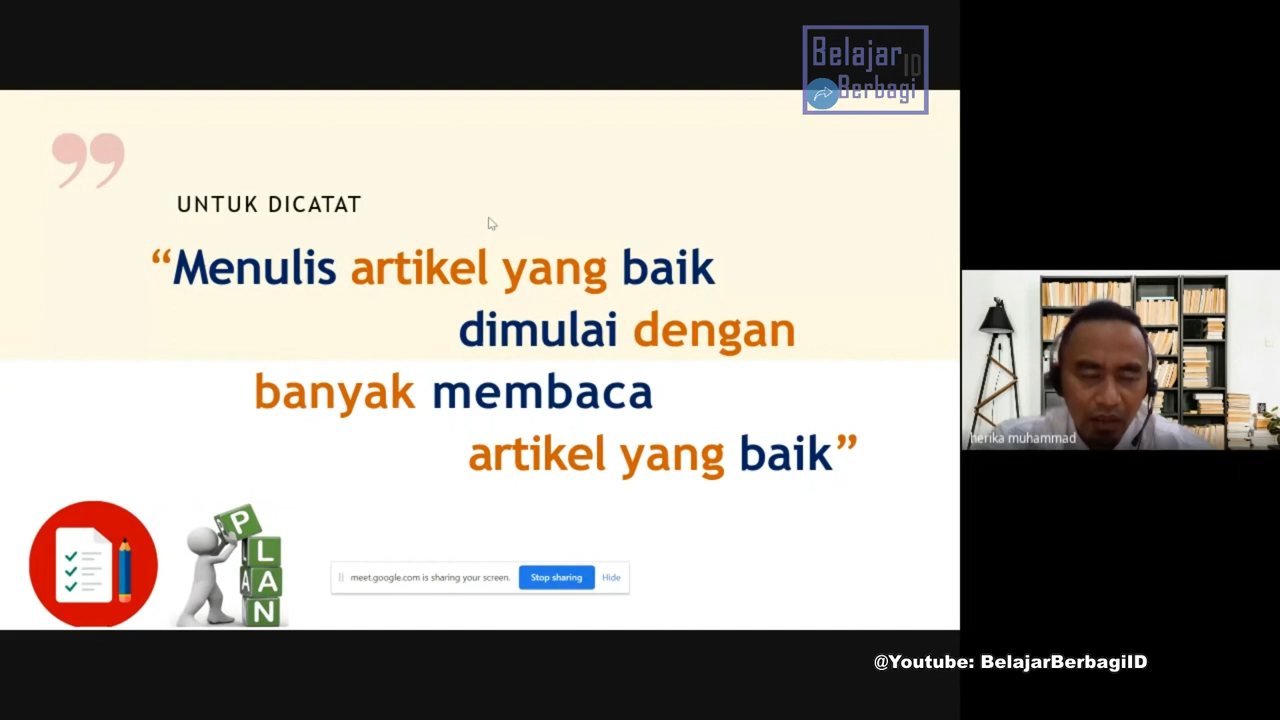 Belajar ID
Berbagi
UNTUK DICATAT
“Menulis artikel yang baik
dimulai dengan
banyak membaca
artikel yang baik”
P
L
A A
N
meet.google.com is sharing your screen. Stop sharing Hide
herika muhammad
@Youtube: BelajarBerbagiID